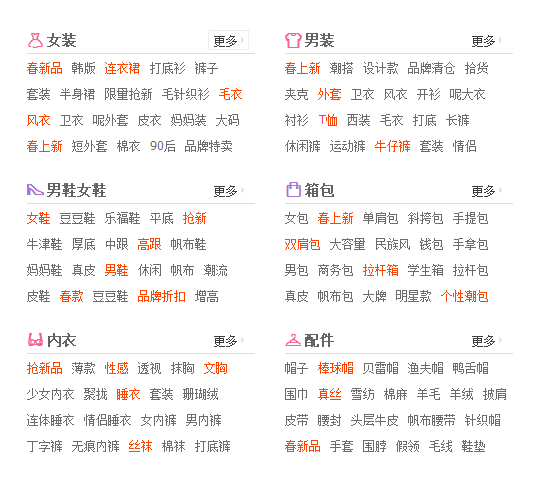 女装 更多
春新品 韩版 连衣裙 打底衫 裤子
套装 半身裙 限量抢新 毛针织衫 毛衣
风衣 卫衣 呢外套 皮衣 妈妈装 大码
春上新 短外套 棉衣 90后 品牌特卖
男装 更多
春上新 潮搭 设计款 品牌清仓 拾货
夹克 外套 卫衣 风衣 开衫 呢大衣
衬衫 T恤 西装 毛衣 打底 长裤
休闲裤 运动裤 牛仔裤 套装 情侣
男鞋女鞋 更多
女鞋 豆豆鞋 乐福鞋 平底 抢新
牛津鞋 厚底 中跟 高跟 帆布鞋
妈妈鞋 真皮 男鞋 休闲 帆布 潮流
皮鞋 春款 豆豆鞋 品牌折扣 增高
箱包 更多
女包 春上新 单肩包 斜挎包 手提包
双肩包 大容量 民族风 钱包 手拿包
男包 商务包 拉杆箱 学生箱 拉杆包
真皮 帆布包 大牌 明星款 个性潮包
内衣 更多
抢新品 薄款 性感 透视 抹胸 文胸
少女内衣 聚拢 睡衣 套装 珊瑚绒
连体睡衣 情侣睡衣 女内裤 男内裤
丁字裤 无痕内裤 丝袜 棉袜 打底裤
配件 更多
帽子 棒球帽 贝雷帽 渔夫帽 鸭舌帽
围巾 真丝 雪纺 棉麻 羊毛 羊绒 披肩
皮带 腰封 头层牛皮 帆布腰带 针织帽
春新品 手套 围脖 假领 毛线 鞋垫